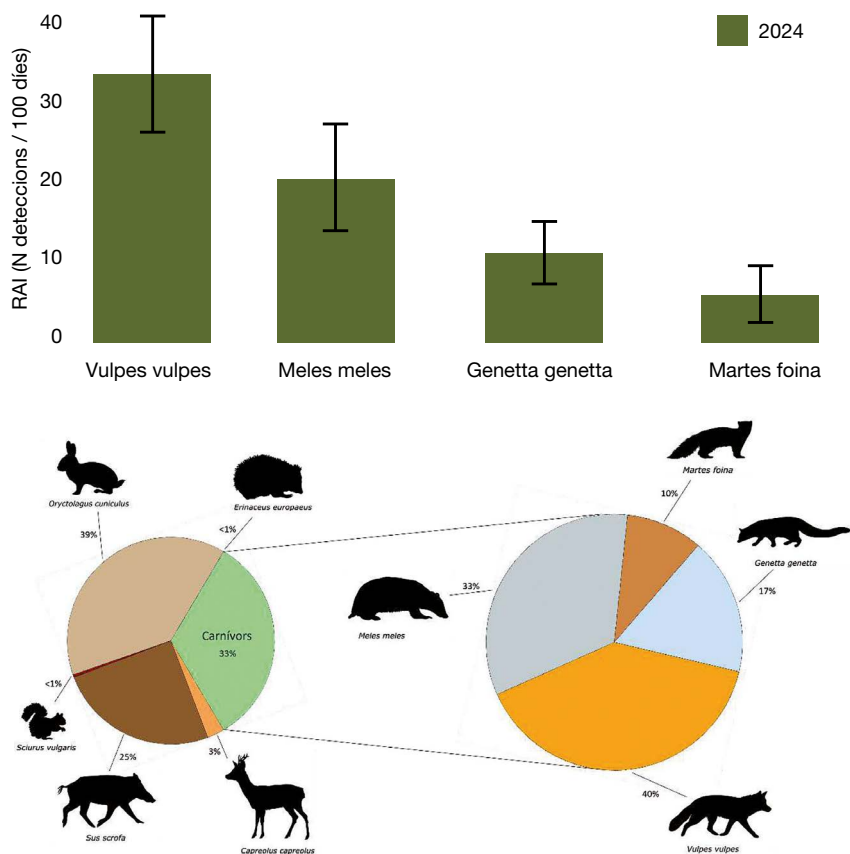 RAI (N deteccions / 100 díes)
40
30
20
10
0
2024
Vulpes vulpes
Meles meles
Genetta genetta
Martes foina
Oryctolagus cuniculus
39%
Erinaceus europaeus
<1%
Carnívors
33%
<1%
Sciurus vulgaris
25%
Sus scrofa
3%
Capreolus capreolus
Martes foina
10%
Genetta genetta
17%
33%
Meles meles
40%
Vulpes vulpes